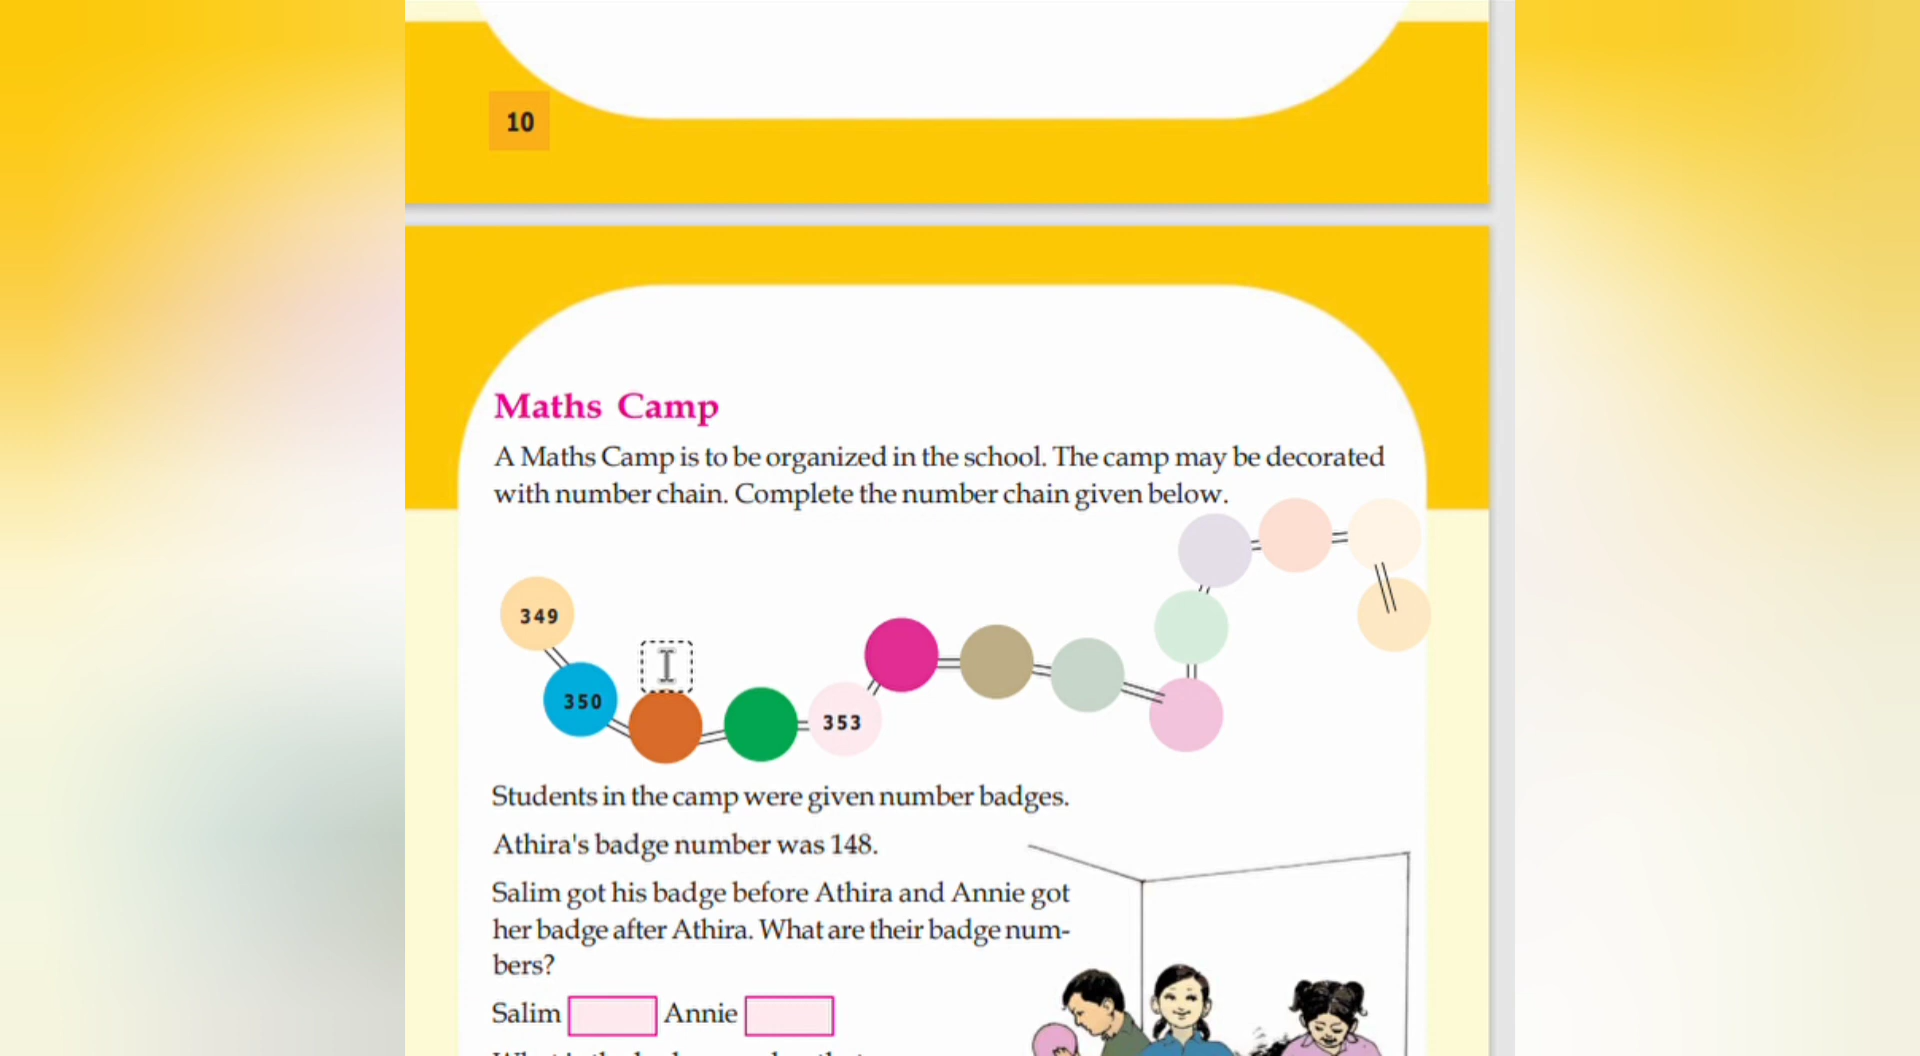 10
Maths Camp
A Maths Camp is to be organized in the school. The camp may be decorated
with number chain. Complete the number chain given below.
349
350
353
Students in the camp were given number badges.
Athira's badge number was 148.
Salim got his badge before Athira and Annie got
her badge after Athira. What are their badge num-
bers?
Salim Annie